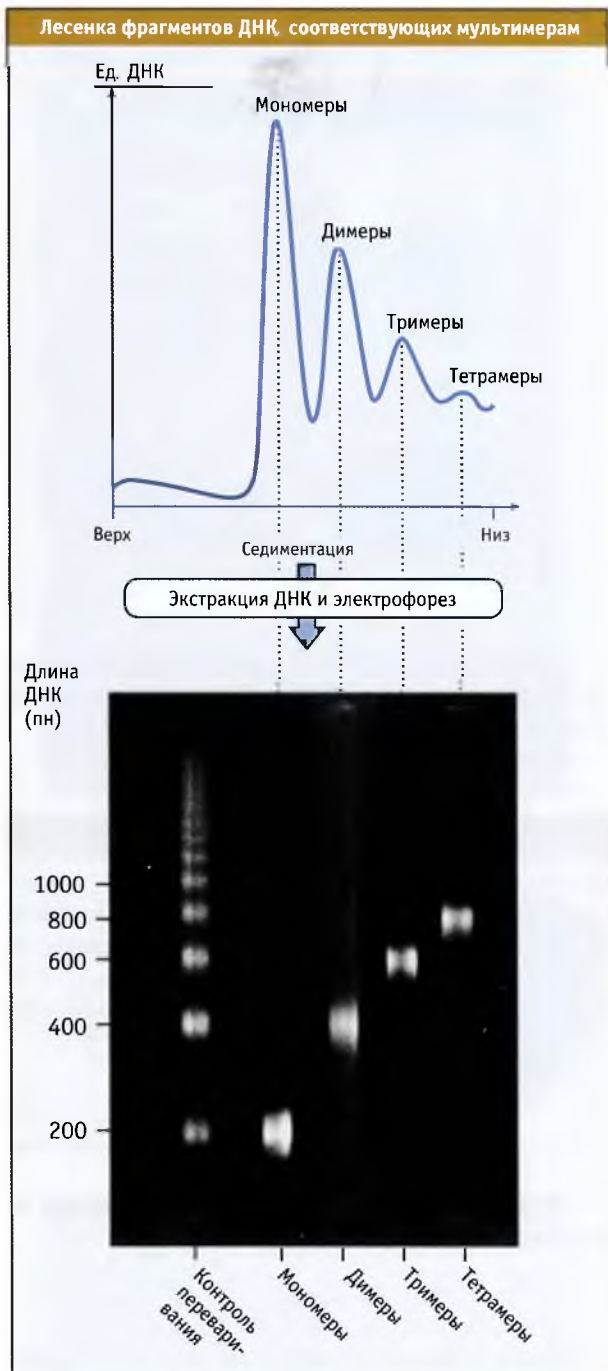 Лесенка фрагментов ДНК, соответствующих мультимерам
Ед. ДНК
Мономеры
Димеры
Тримеры
Тетрамеры
Верх
Низ
Седиментация
Экстракция ДНК и электрофорез
Длина
ДНК
(пн)
1000
800
600
400
200
Контроль
перевари-
вания
Мономеры
Димеры
Тримеры
Тетрамеры